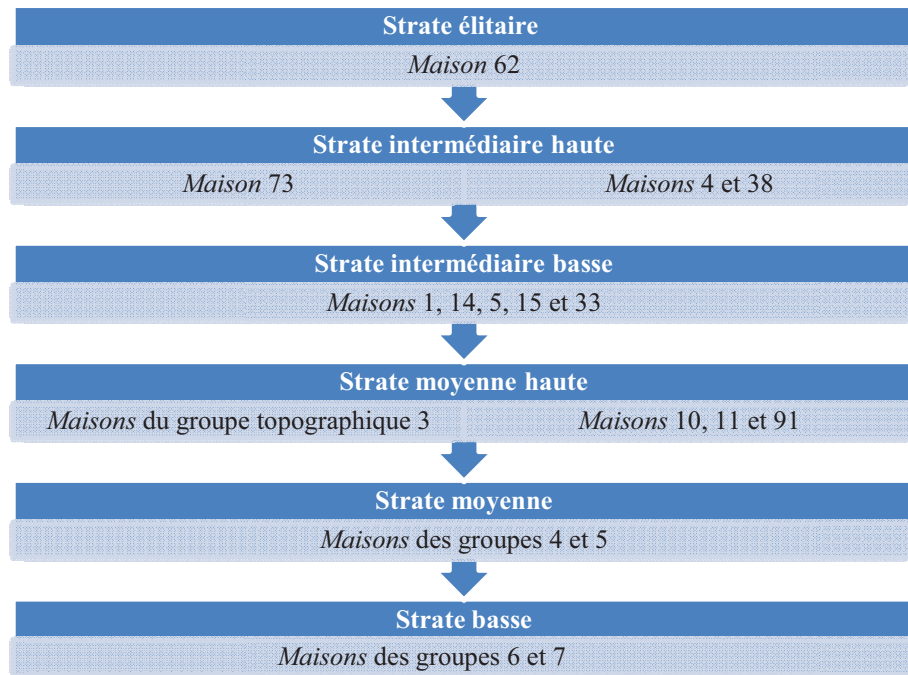 Strate élitaire
Maison 62
Strate intermédiaire haute
Maison 73
Maisons 4 et 38
Strate intermédiaire basse
Maisons 1, 14, 5, 15 et 33
Strate moyenne haute
Maisons du groupe topographique 3
Maisons 10, 11 et 91
Strate moyenne
Maisons des groupes 4 et 5
Strate basse
Maisons des groupes 6 et 7